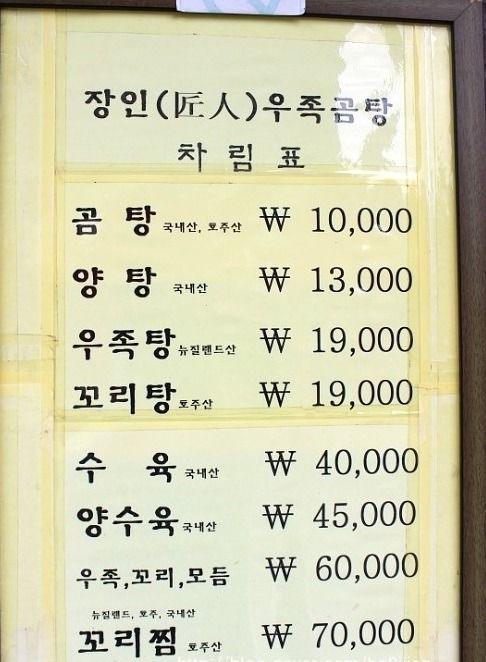 장인(匠人)우족곰탕
차림표
곰 탕 국내산, 호주산 ₩ 10,000
양 탕 국내산 ₩ 13,000
우족탕 뉴질랜드산 ₩ 19,000
꼬리탕 호주산 ₩ 19,000
수 육 국내산 ₩ 40,000
양수육 국내산 ₩ 45,000
우족,꼬리,모듬 ₩ 60,000
뉴질랜드, 호주, 국내산
꼬리찜 호주산 ₩ 70,000